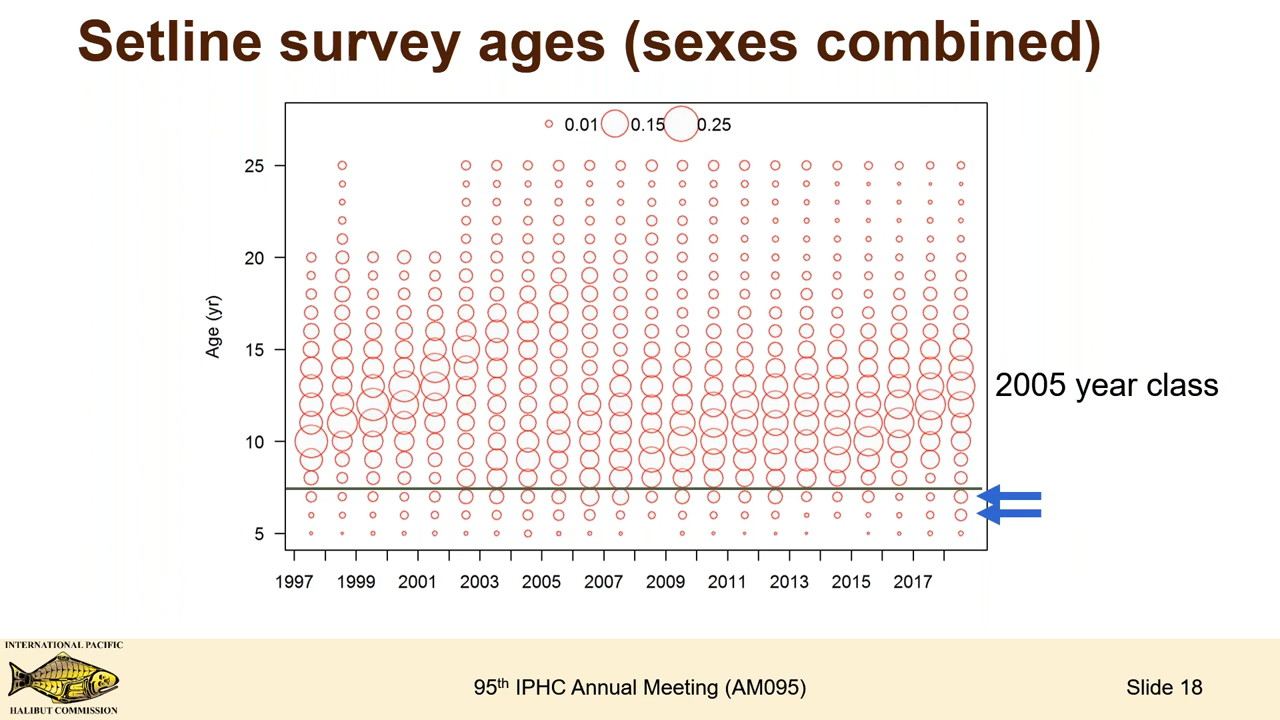 Setline survey ages (sexes combined)
0.01 0.15 0.25
25
20
15
10
5
Age (yr)
1997 1999 2001 2003 2005 2007 2009 2011 2013 2015 2017
2005 year class
INTERNATIONAL PACIFIC
HALIBUT COMMISSION
95th IPHC Annual Meeting (AM095)
Slide 18